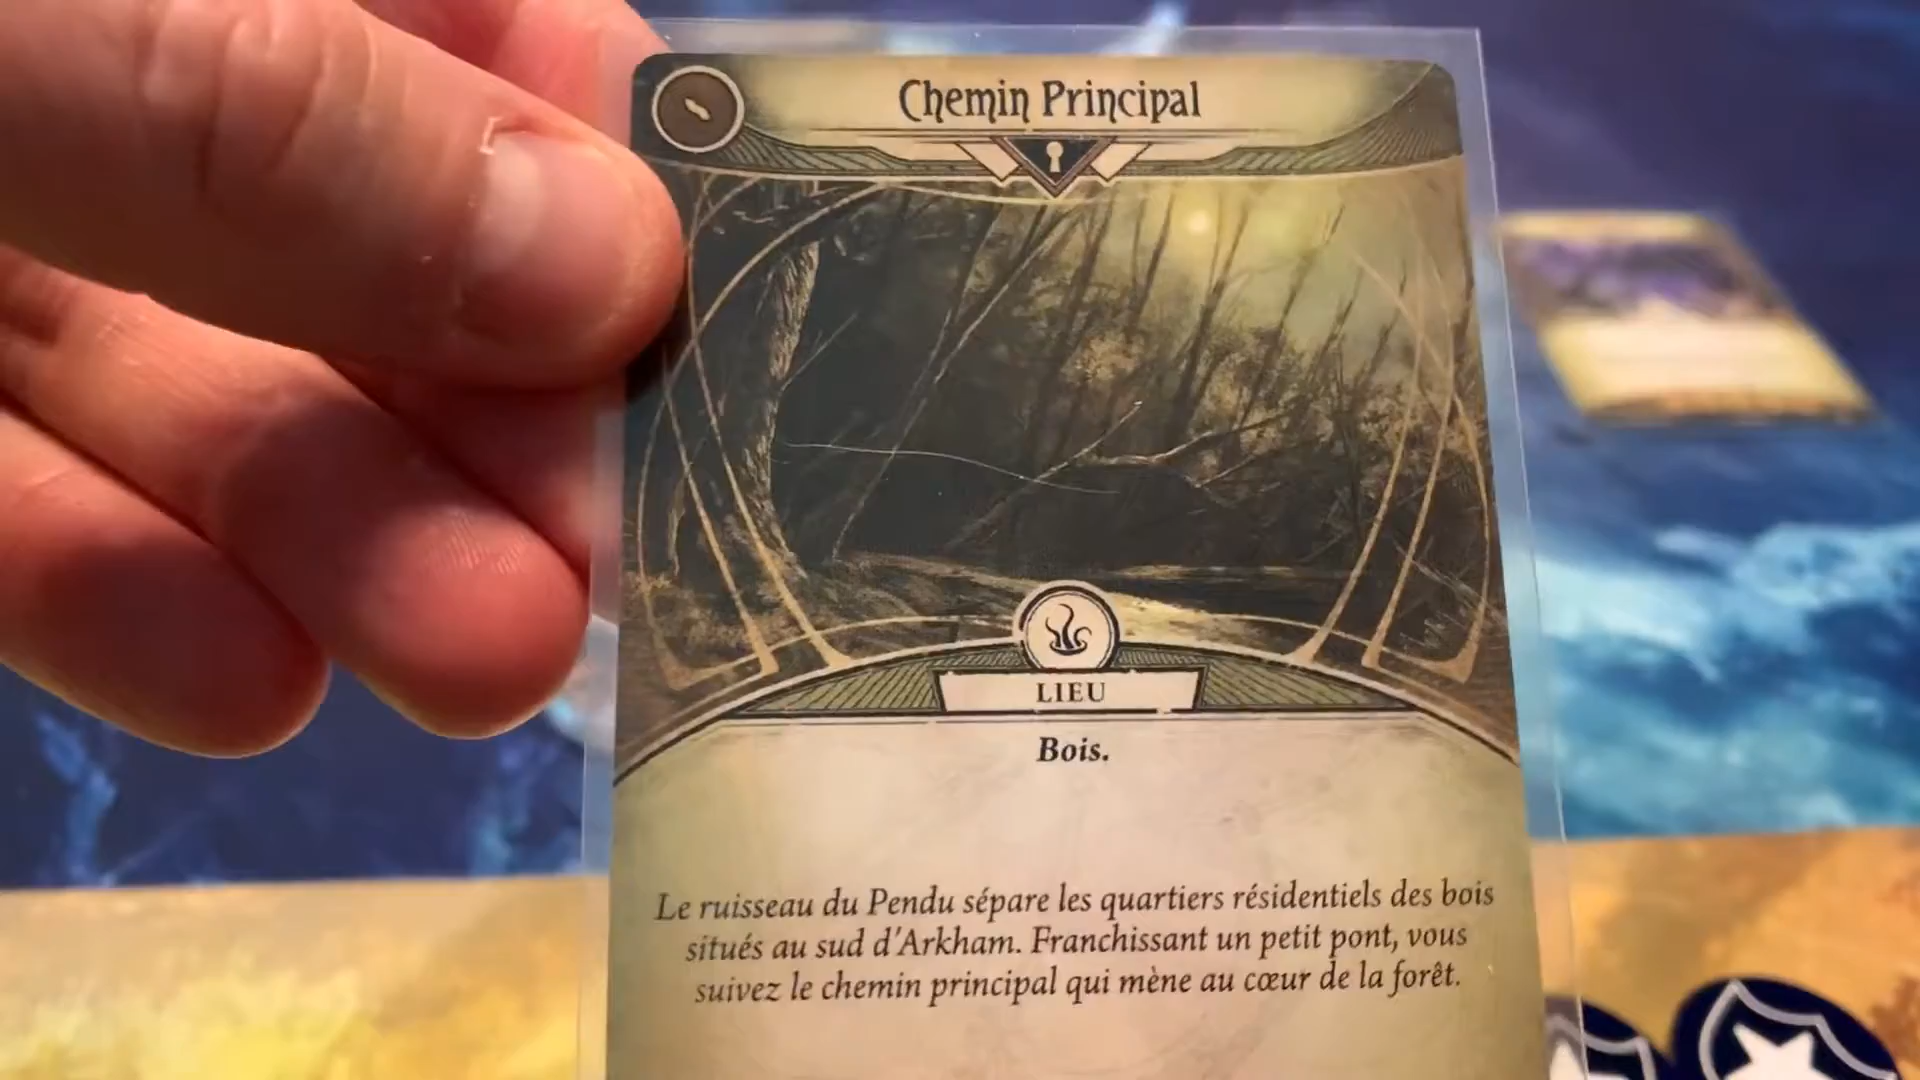 Chemin Principal
LIEU
Bois.
Le ruisseau du Pendu sépare les quartiers résidentiels des bois
situés au sud d'Arkham. Franchissant un petit pont, vous
suivez le chemin principal qui mène au cœur de la forêt.